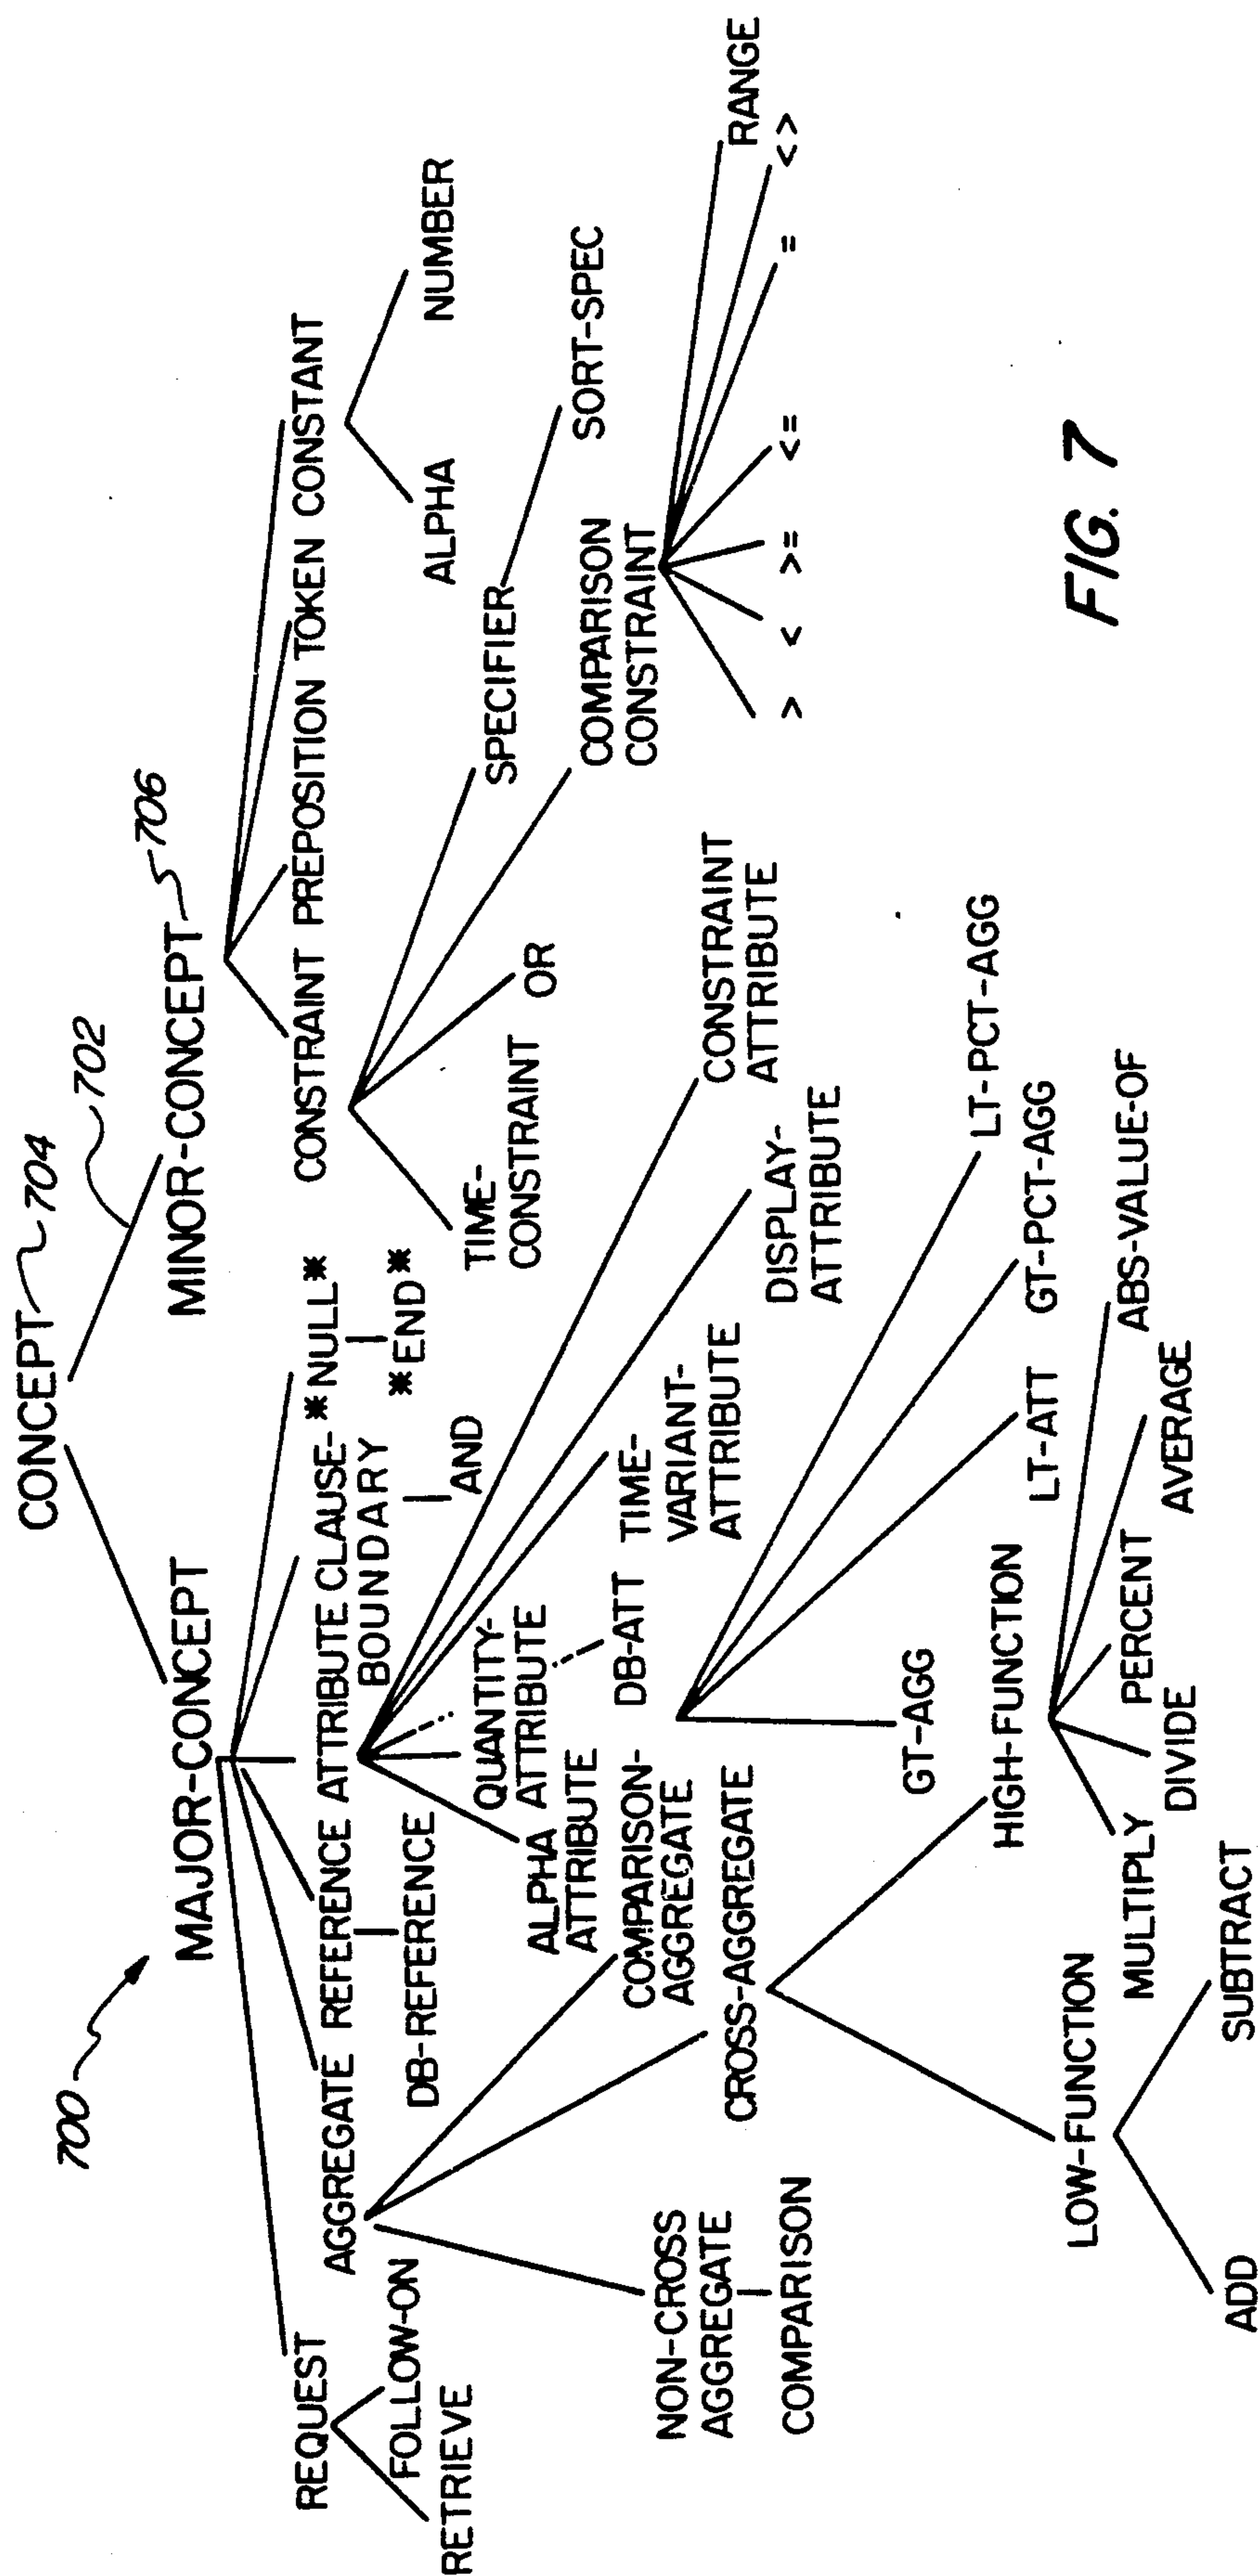 CONCEPT 704
702
700
MAJOR-CONCEPT
MINOR-CONCEPT 706
REQUEST
AGGREGATE REFERENCE ATTRIBUTE CLAUSE- *NULL*
BOUNDARY
CONSTRAINT PREPOSITION TOKEN CONSTANT
FOLLOW-ON
RETRIEVE
DB-REFERENCE
AND
*END*
ALPHA
NUMBER
QUANTITY-
ATTRIBUTE
ALPHA
ATTRIBUTE
TIME-
CONSTRAINT
OR
SPECIFIER
SORT-SPEC
COMPARISON
CONSTRAINT
DB-ATT
TIME-
VARIANT-
ATTRIBUTE
DISPLAY-
ATTRIBUTE
CONSTRAINT
ATTRIBUTE
NON-CROSS
AGGREGATE
COMPARISON
COMPARISON-
AGGREGATE
CROSS-AGGREGATE
> < >= <= = <> RANGE
GT-AGG
LT-ATT
GT-PCT-AGG
LT-PCT-AGG
LOW-FUNCTION
HIGH-FUNCTION
ADD
SUBTRACT
MULTIPLY
DIVIDE
PERCENT
AVERAGE
ABS-VALUE-OF
FIG. 7